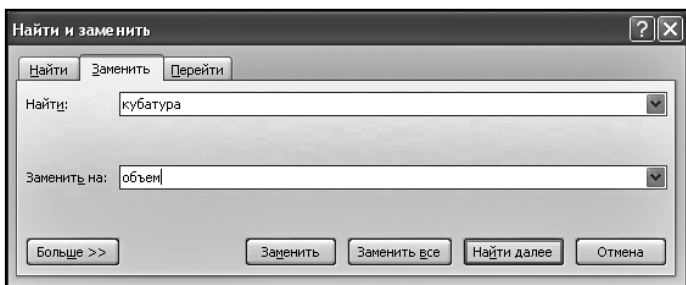 Найти и заменить
Найти Заменить Перейти
Найти: кубатура
Заменить на: объем
Больше >> Заменить Заменить все Найти далее Отмена